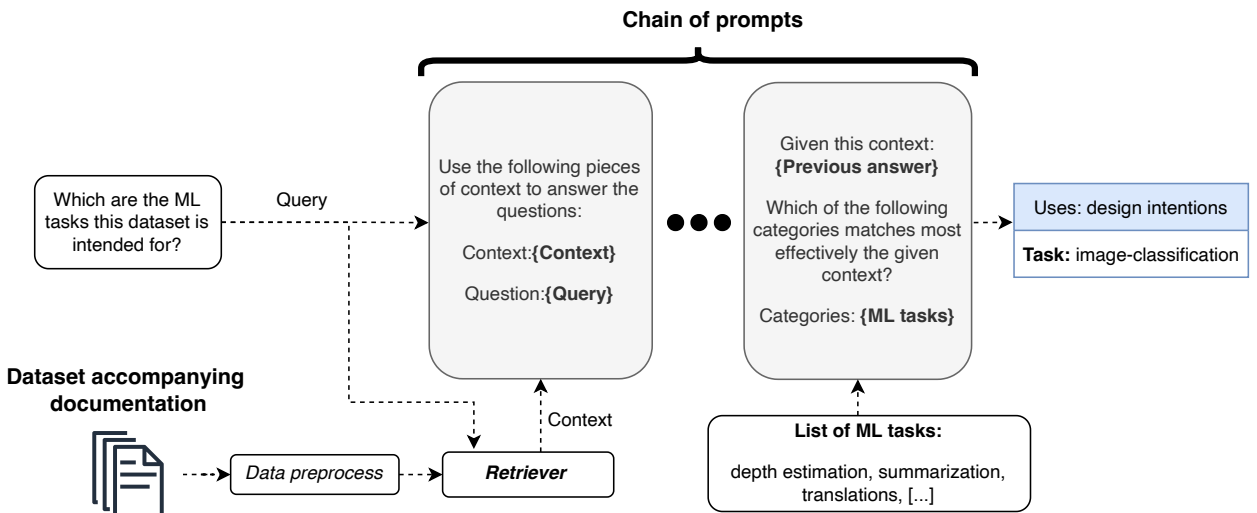 Chain of prompts
Which are the ML
tasks this dataset is
intended for?
Query
Use the following pieces
of context to answer the
questions:
Context:{Context}
Question:{Query}
Given this context:
{Previous answer}
Which of the following
categories matches most
effectively the given
context?
Categories: {ML tasks}
Uses: design intentions
Task: image-classification
Dataset accompanying
documentation
Data preprocess
Retriever
Context
List of ML tasks:
depth estimation, summarization,
translations, [...]